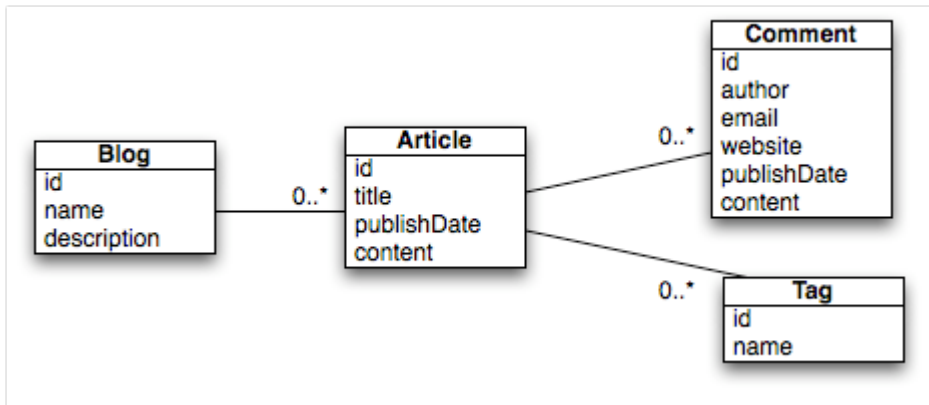 Blog
id
name
description
0..*
Article
id
title
publishDate
content
0..*
Comment
id
author
email
website
publishDate
content
0..*
Tag
id
name